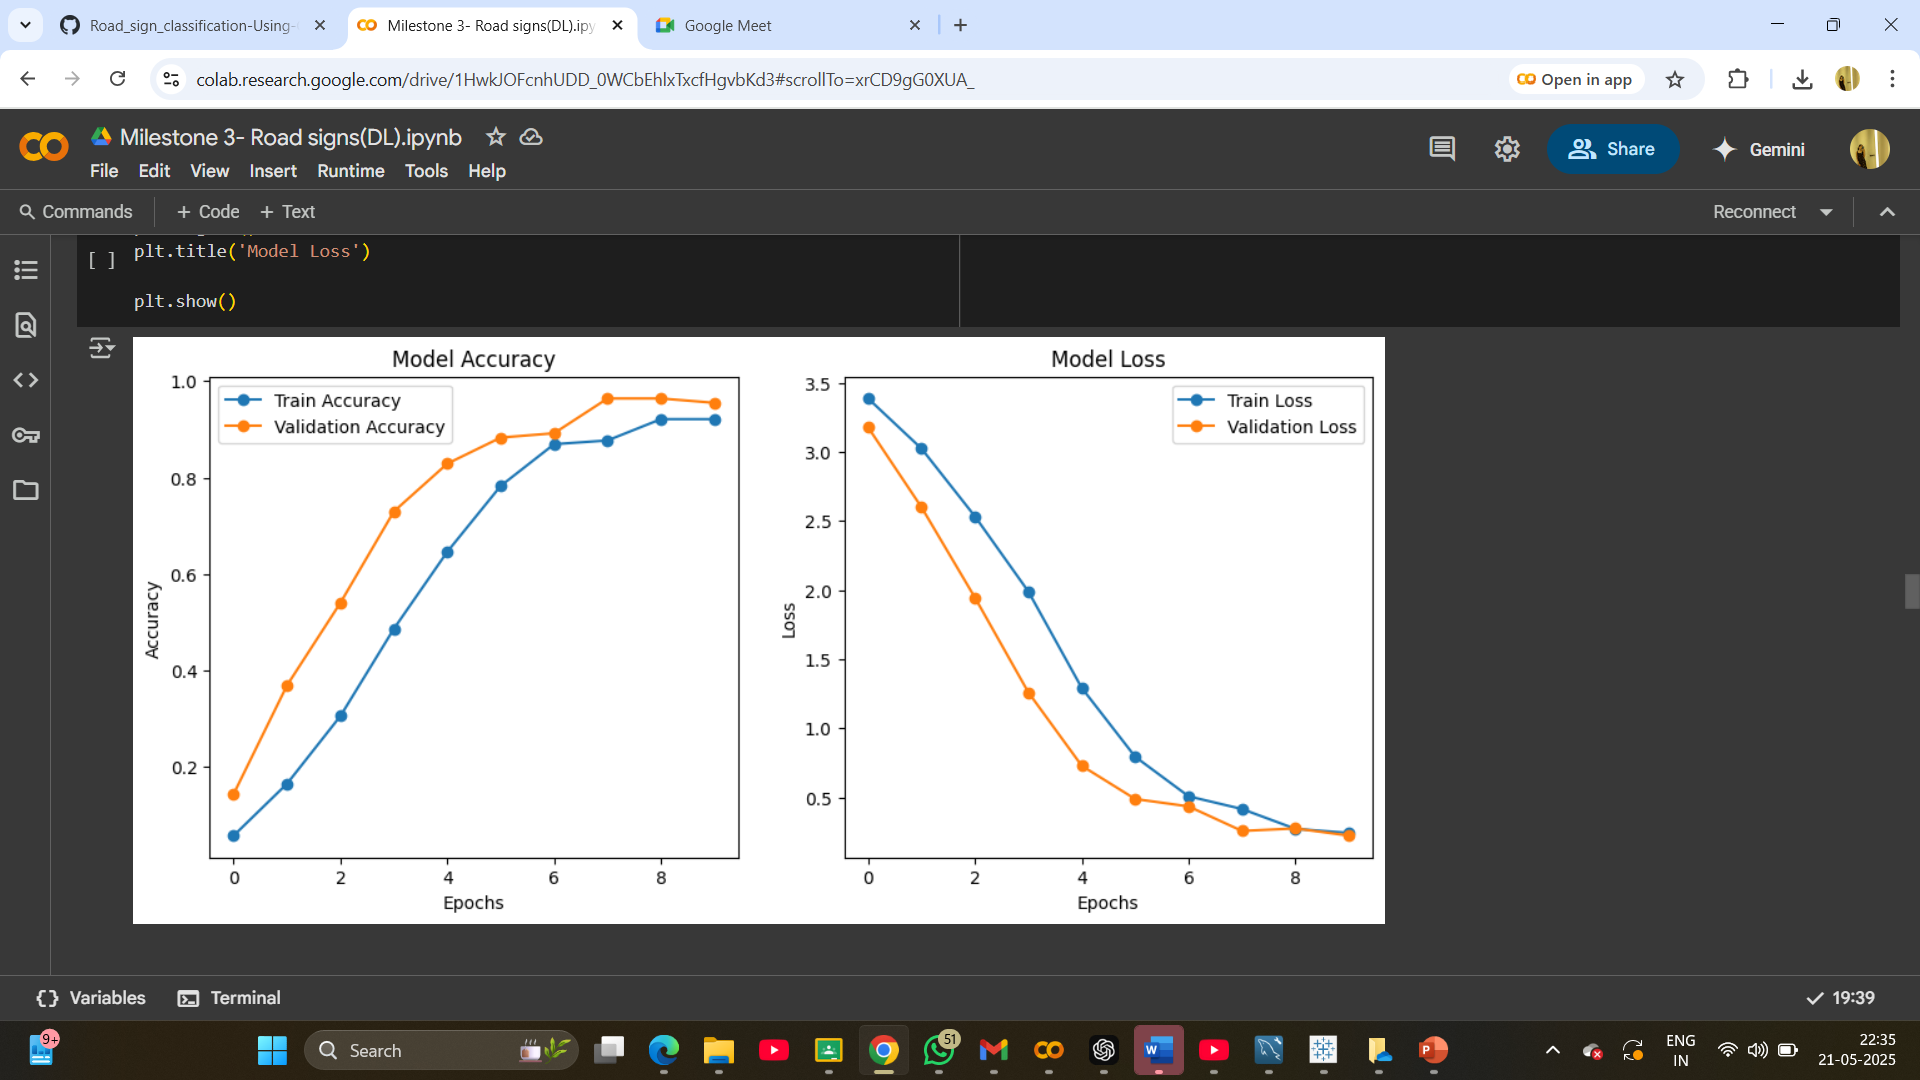 Road_sign_classification-Using-
Milestone 3- Road signs(DL).ipy
Google Meet
colab.research.google.com/drive/1HwkJOFcnhUDD_0WCbEhlxTxcfHgvbKd3#scrollTo=xrCD9gG0XUA_
Open in app
Milestone 3- Road signs(DL).ipynb
File Edit View Insert Runtime Tools Help
Share
Gemini
Commands + Code + Text
Reconnect
[ ]
plt.title('Model Loss')
plt.show()
Model Accuracy
Train Accuracy
Validation Accuracy
1.0
0.8
0.6
0.4
0.2
Accuracy
0 2 4 6 8
Epochs
Model Loss
Train Loss
Validation Loss
3.5
3.0
2.5
2.0
1.5
1.0
0.5
Loss
0 2 4 6 8
Epochs
{} Variables
Terminal
19:39
9+
Search
51
ENG
IN
22:35
21-05-2025